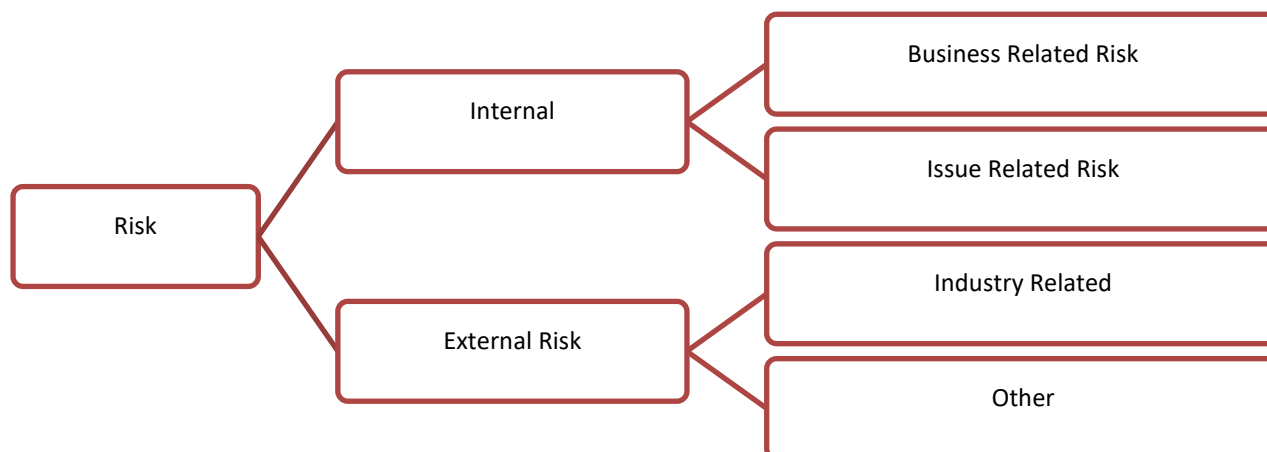 Business Related Risk
Internal
Issue Related Risk
Risk
Industry Related
External Risk
Other